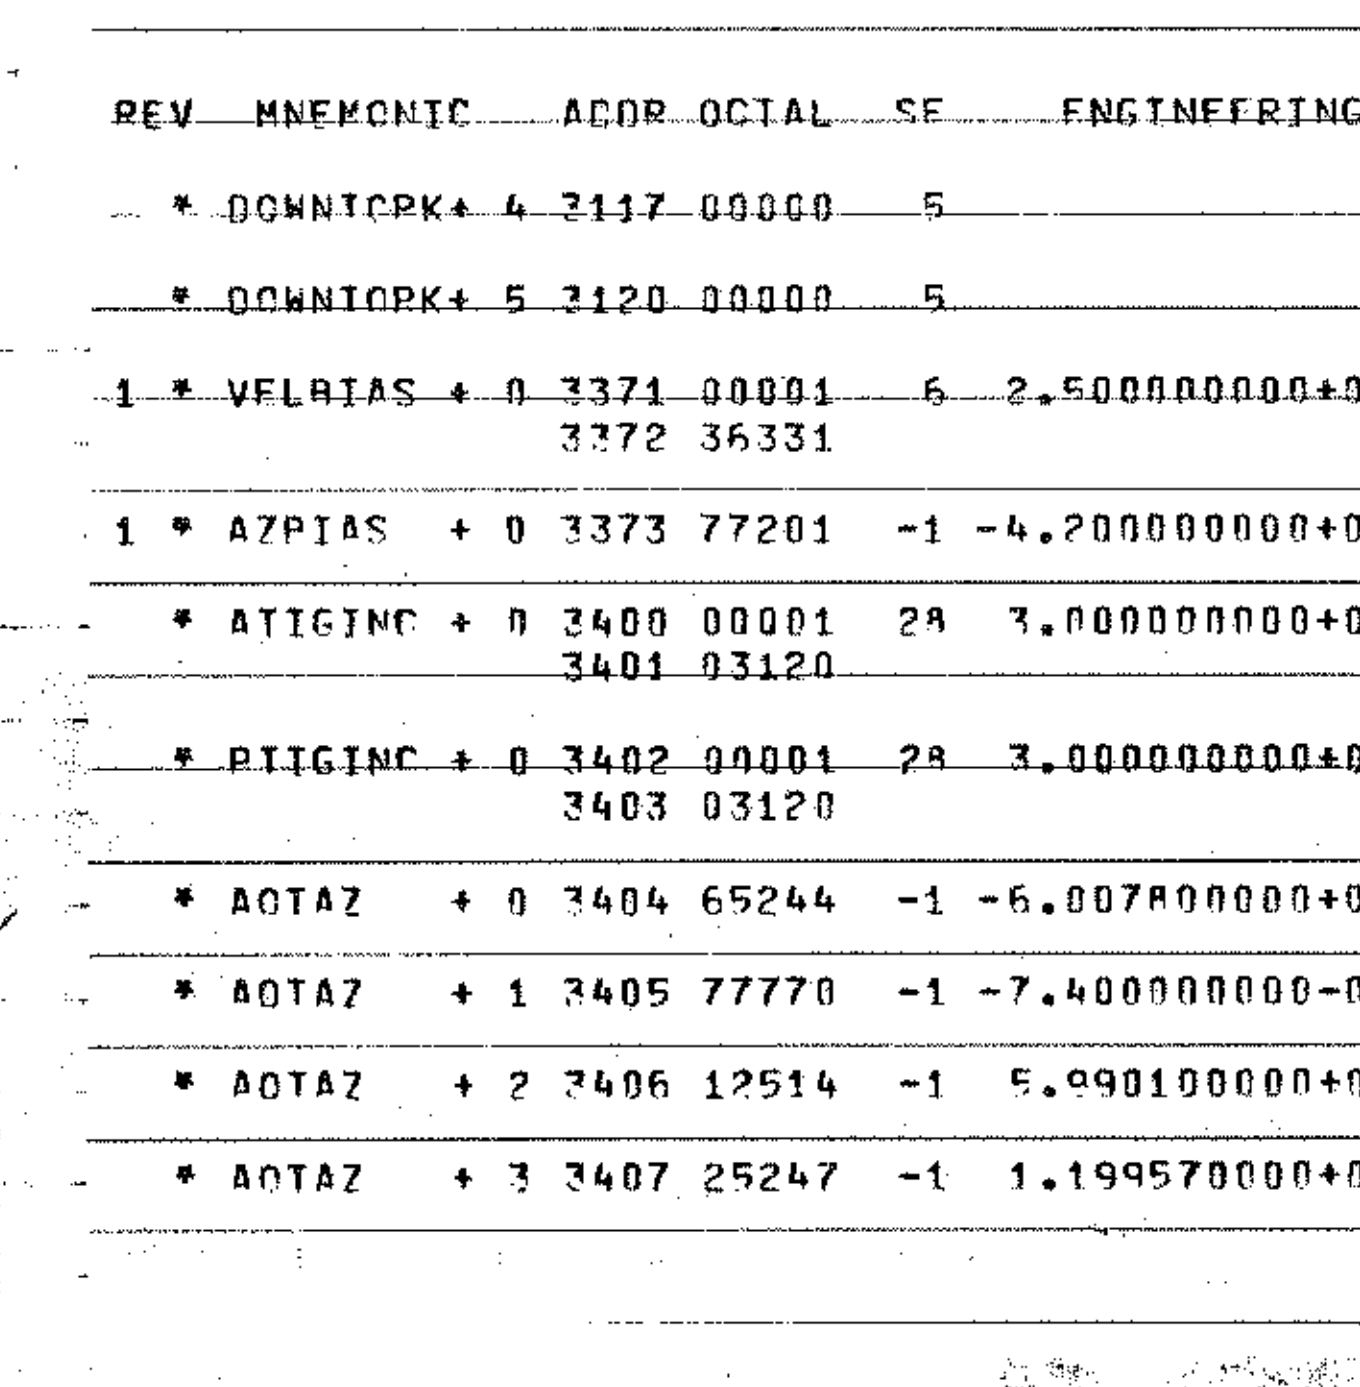 REV MNEMONIC ADDR OCTAL SF ENGINEERING
* DOWNTORK+ 4 3117 00000 5
* DOWNTORK+ 5 3120 00000 5
1 * VELBIAS + 0 3371 00001 6 2.500000000+0
3372 36331
1 * AZBIAS + 0 3373 77201 -1 -4.200000000+0
* ATIGINC + 0 3400 00001 28 3.000000000+0
3401 03120
* PTIGINC + 0 3402 00001 28 3.000000000+0
3403 03120
* AOTAZ + 0 3404 65244 -1 -6.007800000+0
* AOTAZ + 1 3405 77770 -1 -7.400000000-0
* AOTAZ + 2 3406 12514 -1 5.990100000+0
* AOTAZ + 3 3407 25247 -1 1.199570000+0